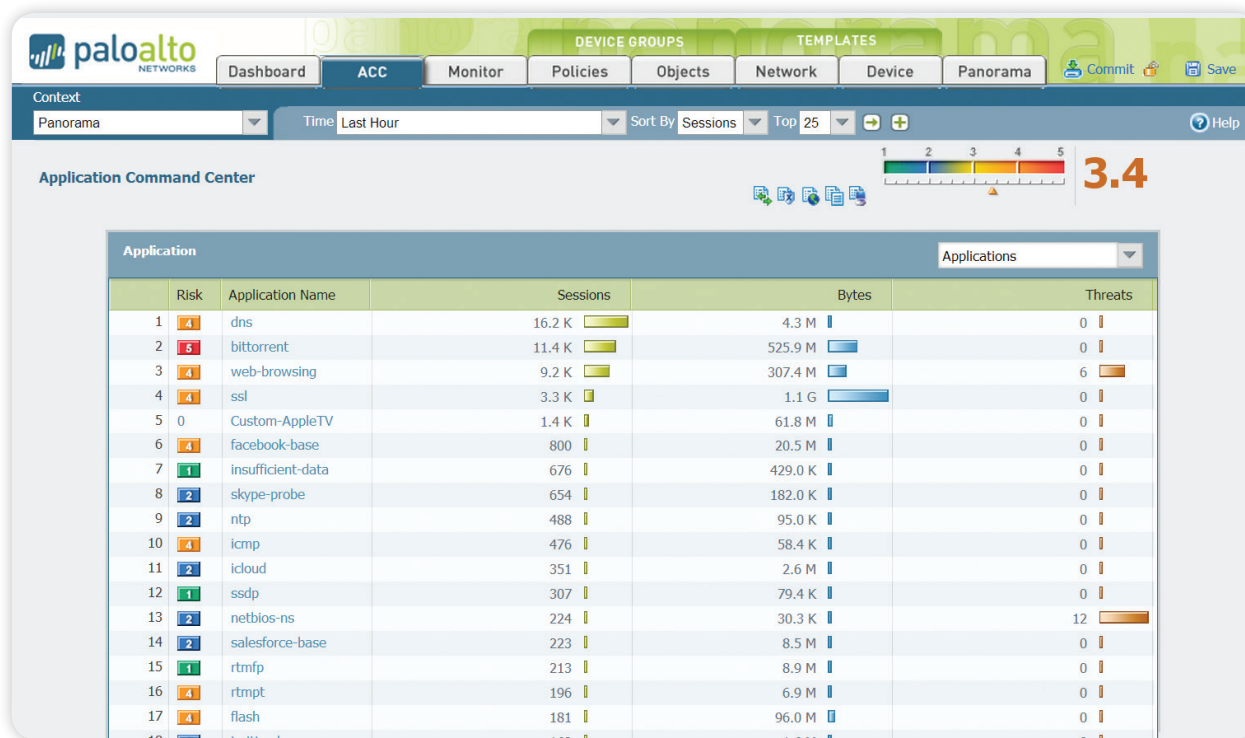 DEVICE GROUPS TEMPLATES
paloalto
NETWORKS
Dashboard ACC Monitor Policies Objects Network Device Panorama Commit Save
Context
Panorama Time Last Hour Sort By Sessions Top 25 Help
1 2 3 4 5
Application Command Center 3.4
Application Applications
Risk Application Name Sessions Bytes Threats
1 4 dns 16.2 K 4.3 M 0
2 5 bittorrent 11.4 K 525.9 M 0
3 4 web-browsing 9.2 K 307.4 M 6
4 4 ssl 3.3 K 1.1 G 0
5 0 Custom-AppleTV 1.4 K 61.8 M 0
6 4 facebook-base 800 20.5 M 0
7 1 insufficient-data 676 429.0 K 0
8 2 skype-probe 654 182.0 K 0
9 2 ntp 488 95.0 K 0
10 4 icmp 476 58.4 K 0
11 2 icloud 351 2.6 M 0
12 1 ssdp 307 79.4 K 0
13 2 netbios-ns 224 30.3 K 12
14 2 salesforce-base 223 8.5 M 0
15 1 rtmfp 213 8.9 M 0
16 4 rtmpt 196 6.9 M 0
17 4 flash 181 96.0 M 0